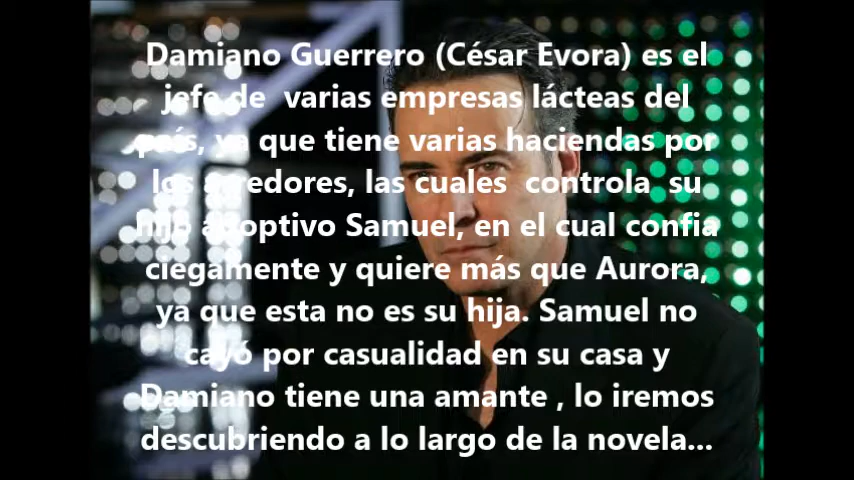 Damiano Guerrero (César Evora) es el
jefe de varias empresas lácteas del
país, ya que tiene varias haciendas por
los alrededores, las cuales controla su
hijo adoptivo Samuel, en el cual confia
ciegamente y quiere más que Aurora,
ya que esta no es su hija. Samuel no
cayó por casualidad en su casa y
Damiano tiene una amante , lo iremos
descubriendo a lo largo de la novela...